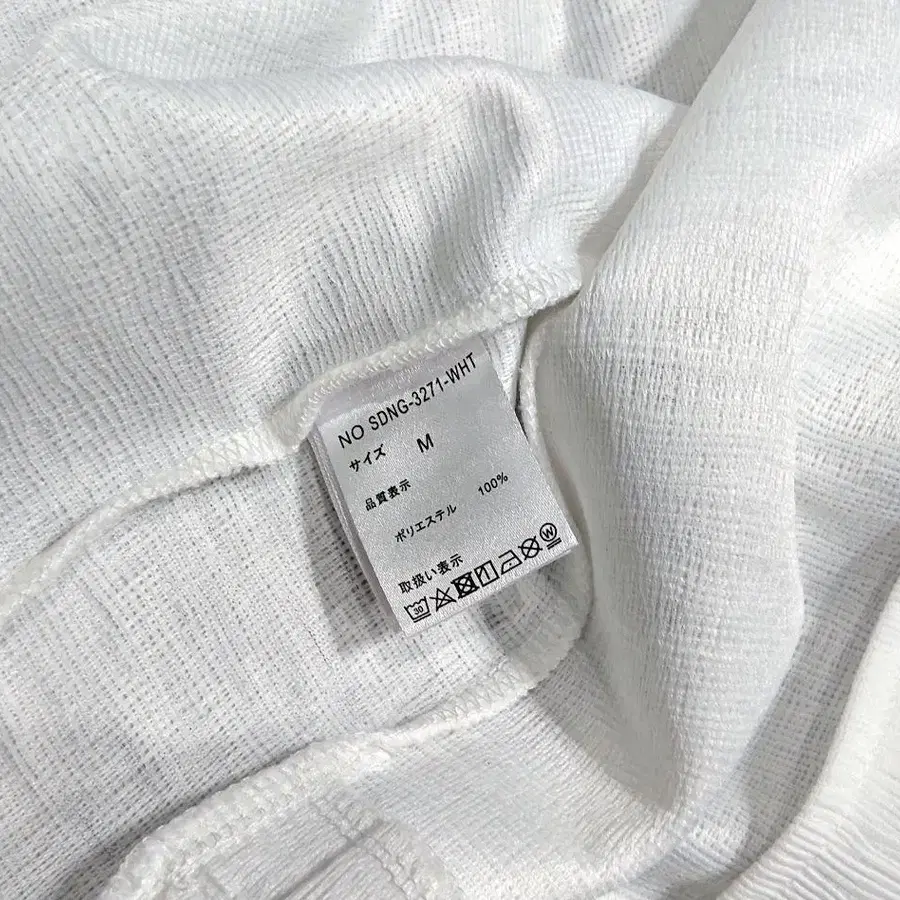 NO SDNG-3271-WHT
サイズ M
品質表示
ポリエステル 100%
取扱い表示
30 W